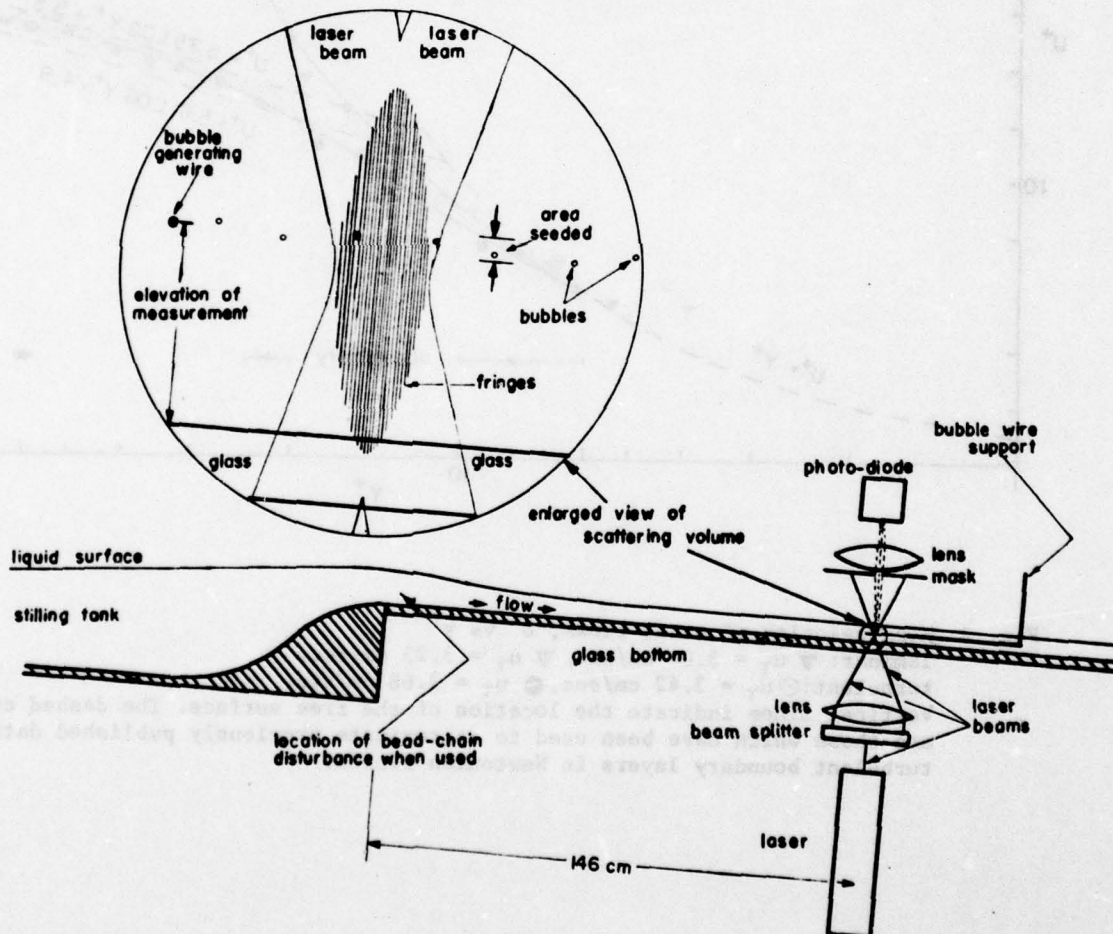 laser beam
laser beam
bubble generating wire
area seeded
elevation of measurement
bubbles
fringes
glass
glass
bubble wire support
photo-diode
enlarged view of scattering volume
lens
mask
liquid surface
flow
stilling tank
glass bottom
laser beams
lens
beam splitter
location of bead-chain disturbance when used
laser
146 cm